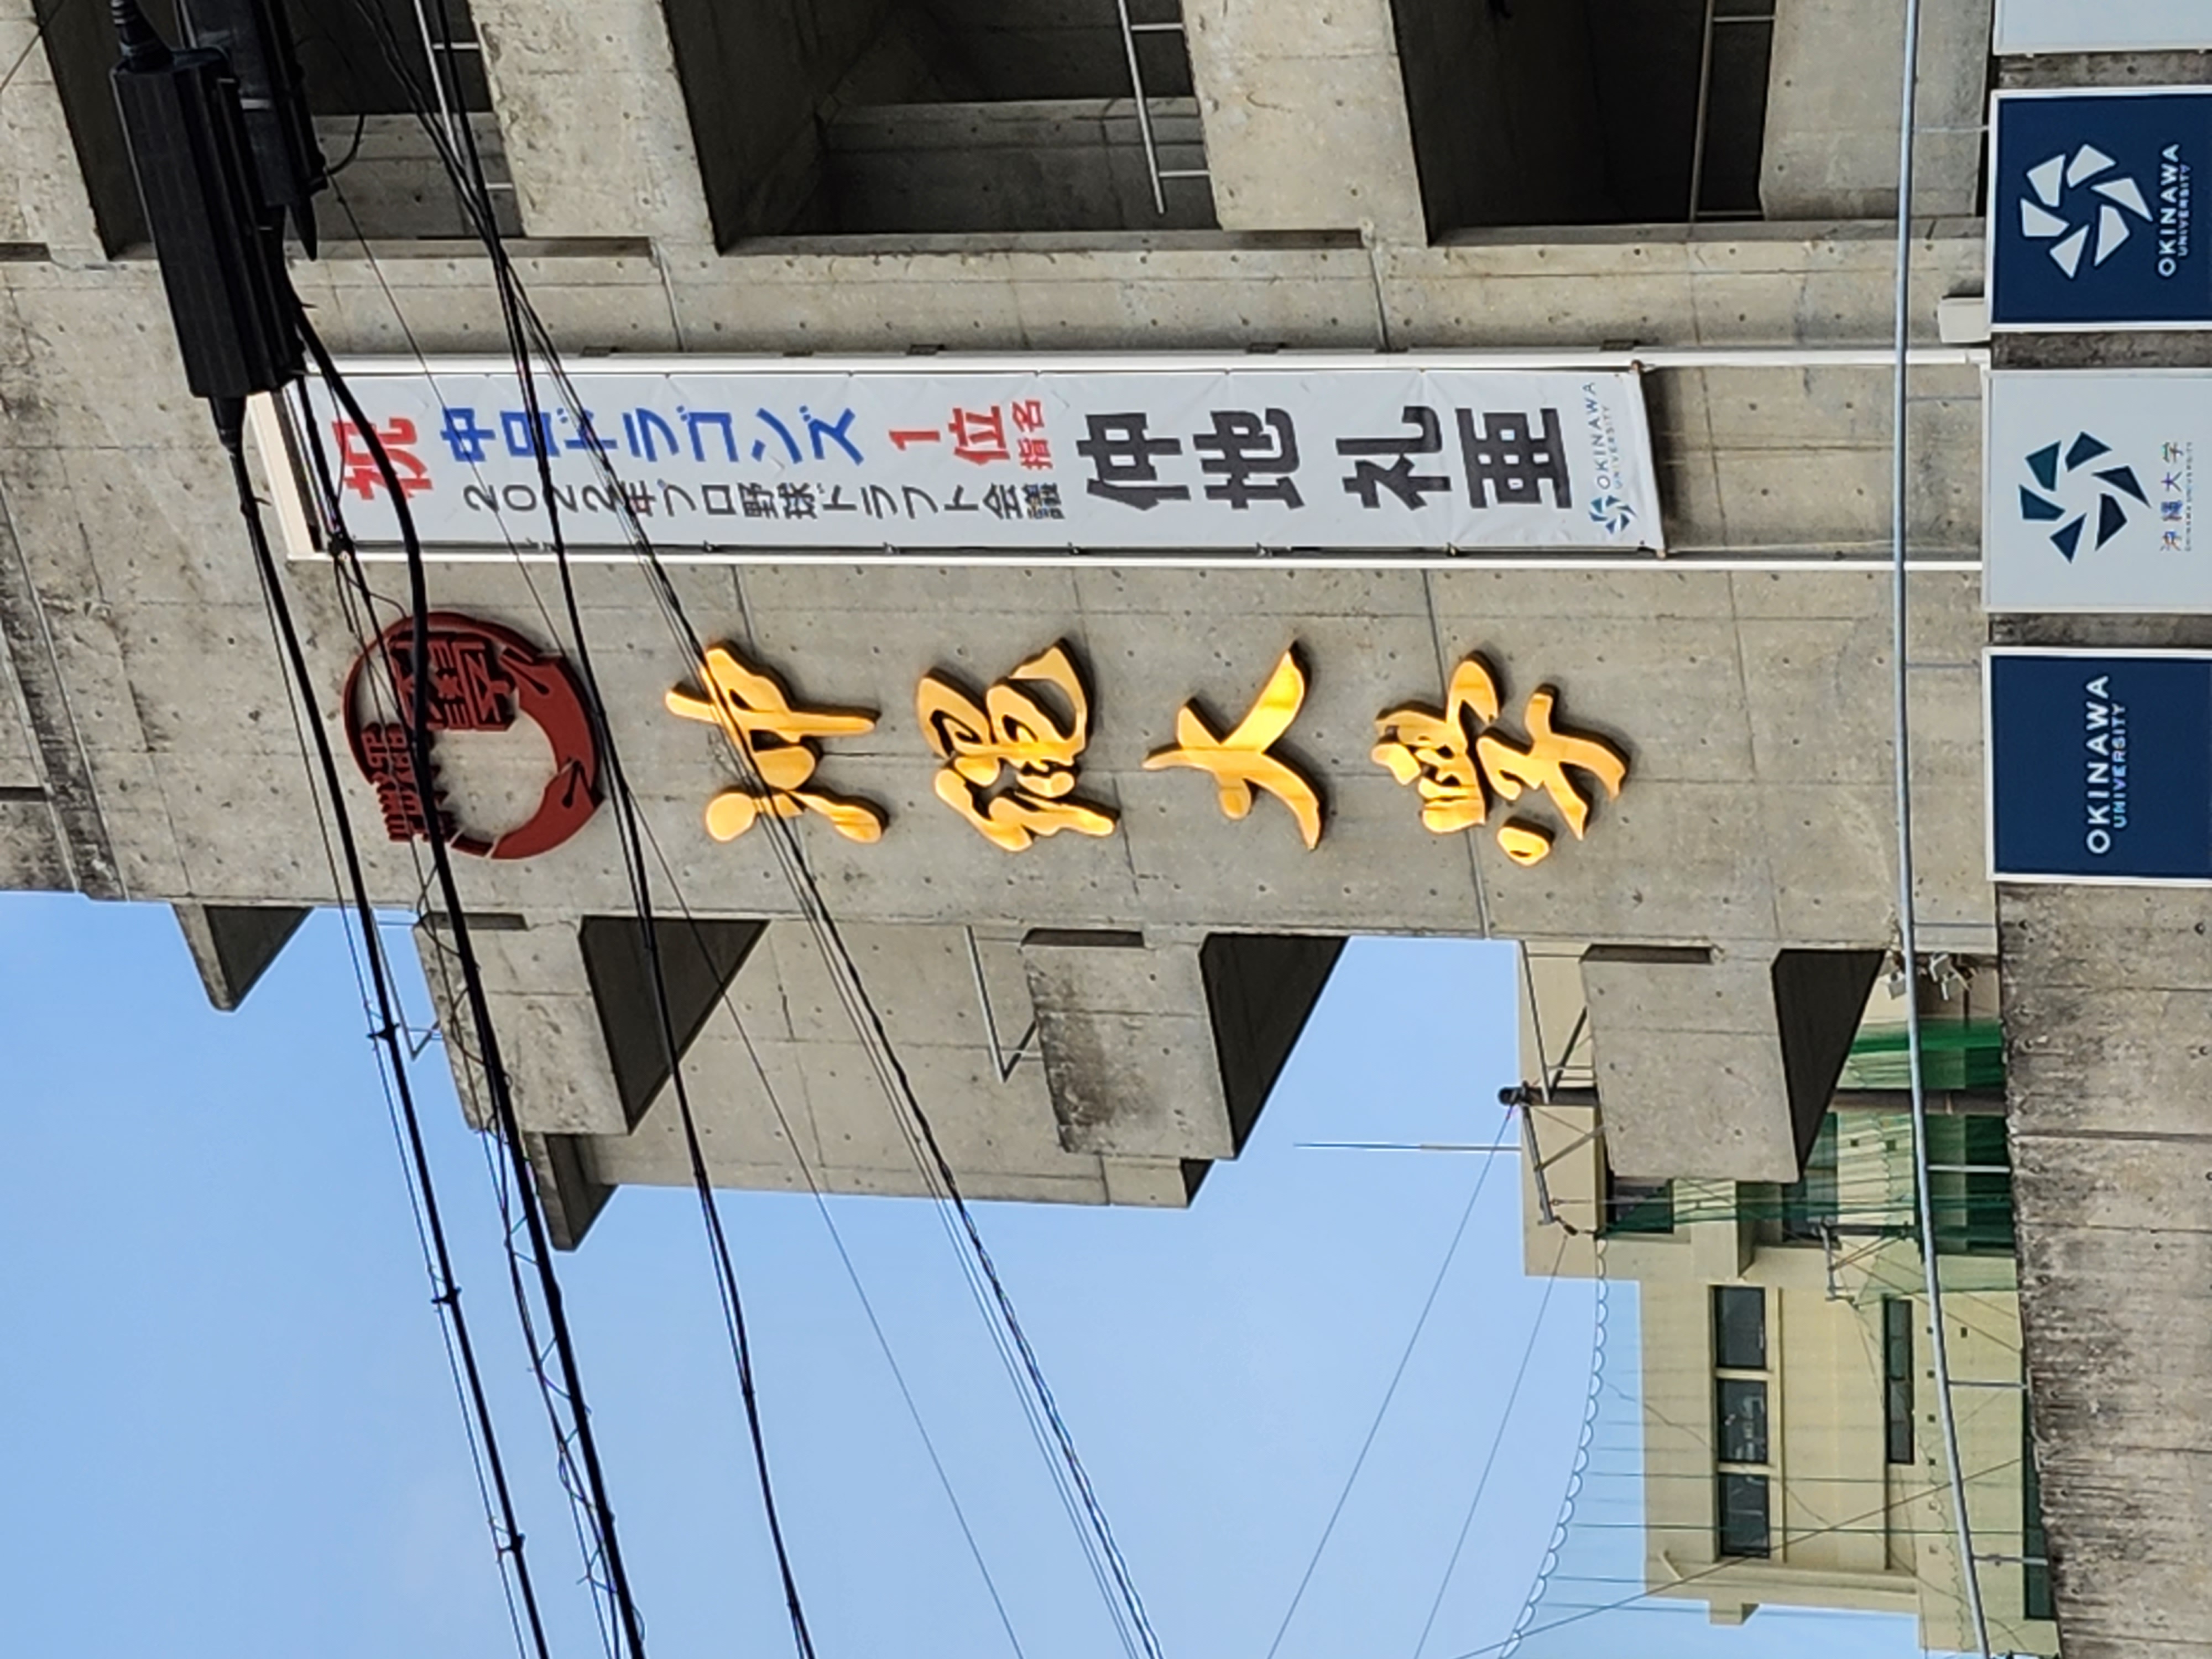 祝
中日ドラゴンズ 1位指名
2022年プロ野球ドラフト会議
仲地 礼亜
OKINAWA
UNIVERSITY
沖縄大学
OKINAWA
UNIVERSITY
沖縄大学
OKINAWA UNIVERSITY
OKINAWA
UNIVERSITY